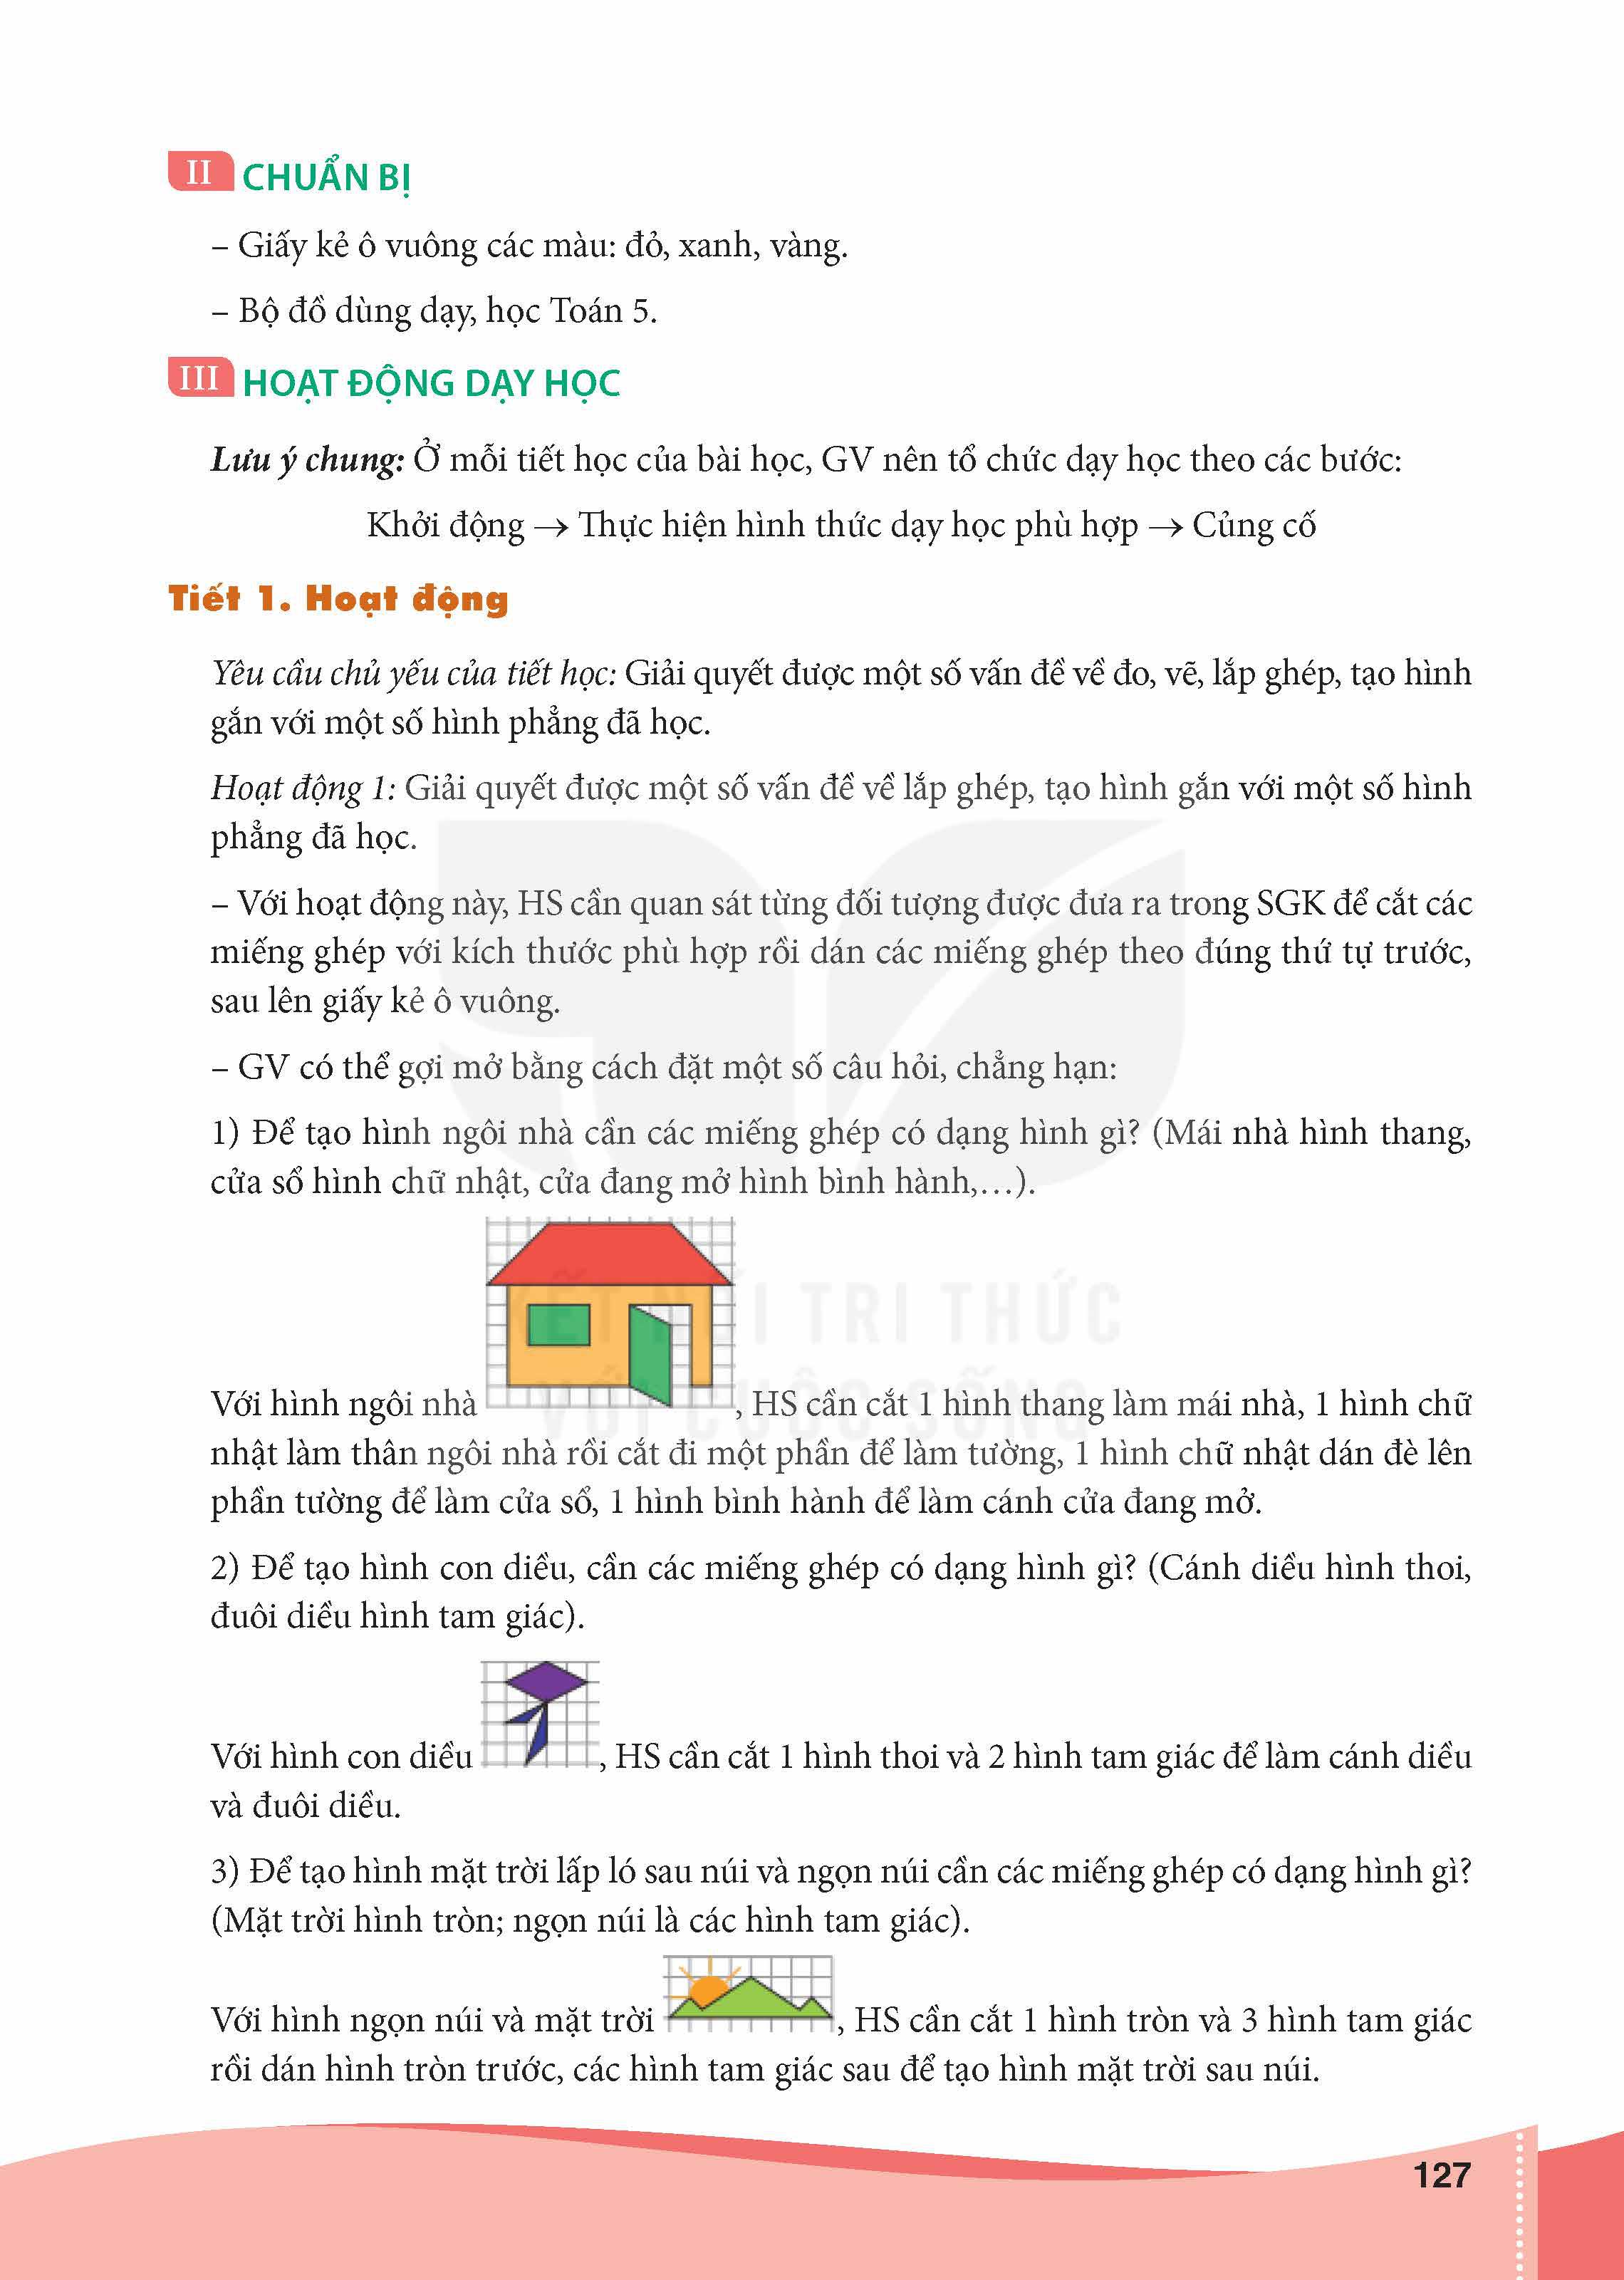 II CHUẨN BỊ
– Giấy kẻ ô vuông các màu: đỏ, xanh, vàng.
– Bộ đồ dùng dạy, học Toán 5.
III HOẠT ĐỘNG DẠY HỌC
Lưu ý chung: Ở mỗi tiết học của bài học, GV nên tổ chức dạy học theo các bước:
Khởi động → Thực hiện hình thức dạy học phù hợp → Củng cố
Tiết 1. Hoạt động
Yêu cầu chủ yếu của tiết học: Giải quyết được một số vấn đề về đo, vẽ, lắp ghép, tạo hình
gắn với một số hình phẳng đã học.
Hoạt động 1: Giải quyết được một số vấn đề về lắp ghép, tạo hình gắn với một số hình
phẳng đã học.
– Với hoạt động này, HS cần quan sát từng đối tượng được đưa ra trong SGK để cắt các
miếng ghép với kích thước phù hợp rồi dán các miếng ghép theo đúng thứ tự trước,
sau lên giấy kẻ ô vuông.
– GV có thể gợi mở bằng cách đặt một số câu hỏi, chẳng hạn:
1) Để tạo hình ngôi nhà cần các miếng ghép có dạng hình gì? (Mái nhà hình thang,
cửa sổ hình chữ nhật, cửa đang mở hình bình hành,…).
KẾT NỐI TRI THỨC
VỚI CUỘC SỐNG
Với hình ngôi nhà , HS cần cắt 1 hình thang làm mái nhà, 1 hình chữ
nhật làm thân ngôi nhà rồi cắt đi một phần để làm tường, 1 hình chữ nhật dán đè lên
phần tường để làm cửa sổ, 1 hình bình hành để làm cánh cửa đang mở.
2) Để tạo hình con diều, cần các miếng ghép có dạng hình gì? (Cánh diều hình thoi,
đuôi diều hình tam giác).
Với hình con diều , HS cần cắt 1 hình thoi và 2 hình tam giác để làm cánh diều
và đuôi diều.
3) Để tạo hình mặt trời lấp ló sau núi và ngọn núi cần các miếng ghép có dạng hình gì?
(Mặt trời hình tròn; ngọn núi là các hình tam giác).
Với hình ngọn núi và mặt trời , HS cần cắt 1 hình tròn và 3 hình tam giác
rồi dán hình tròn trước, các hình tam giác sau để tạo hình mặt trời sau núi.
127